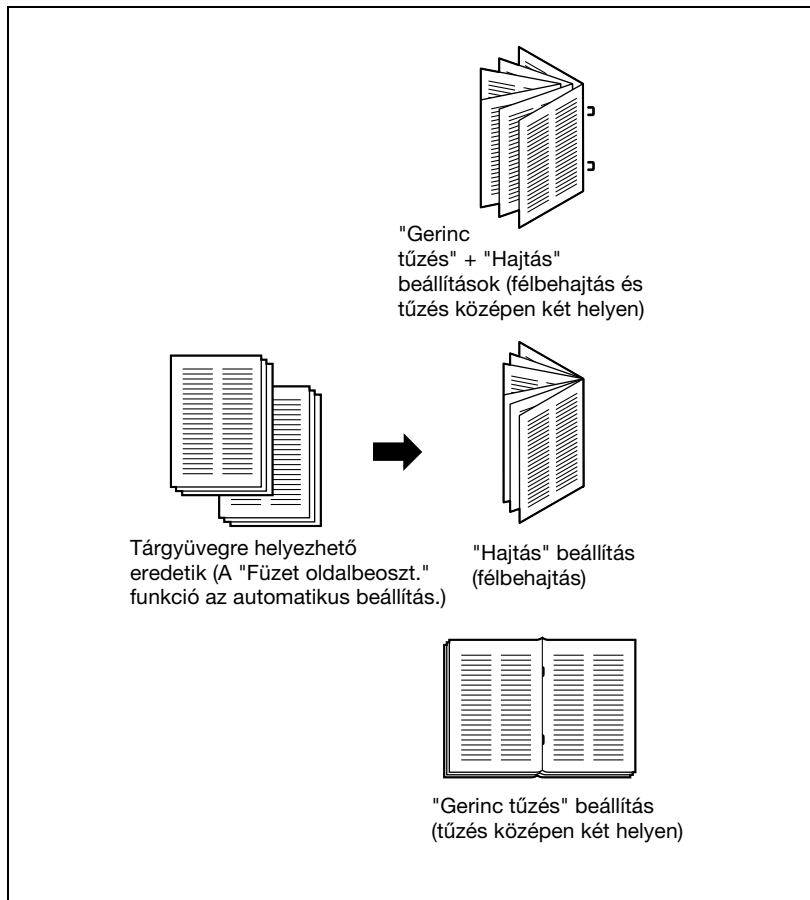 "Gerinc
tűzés" + "Hajtás"
beállítások (félbehajtás és
tűzés középen két helyen)
Tárgyüvegre helyezhető
eredetik (A "Füzet oldalbeoszt."
funkció az automatikus beállítás.)
"Hajtás" beállítás
(félbehajtás)
"Gerinc tűzés" beállítás
(tűzés középen két helyen)